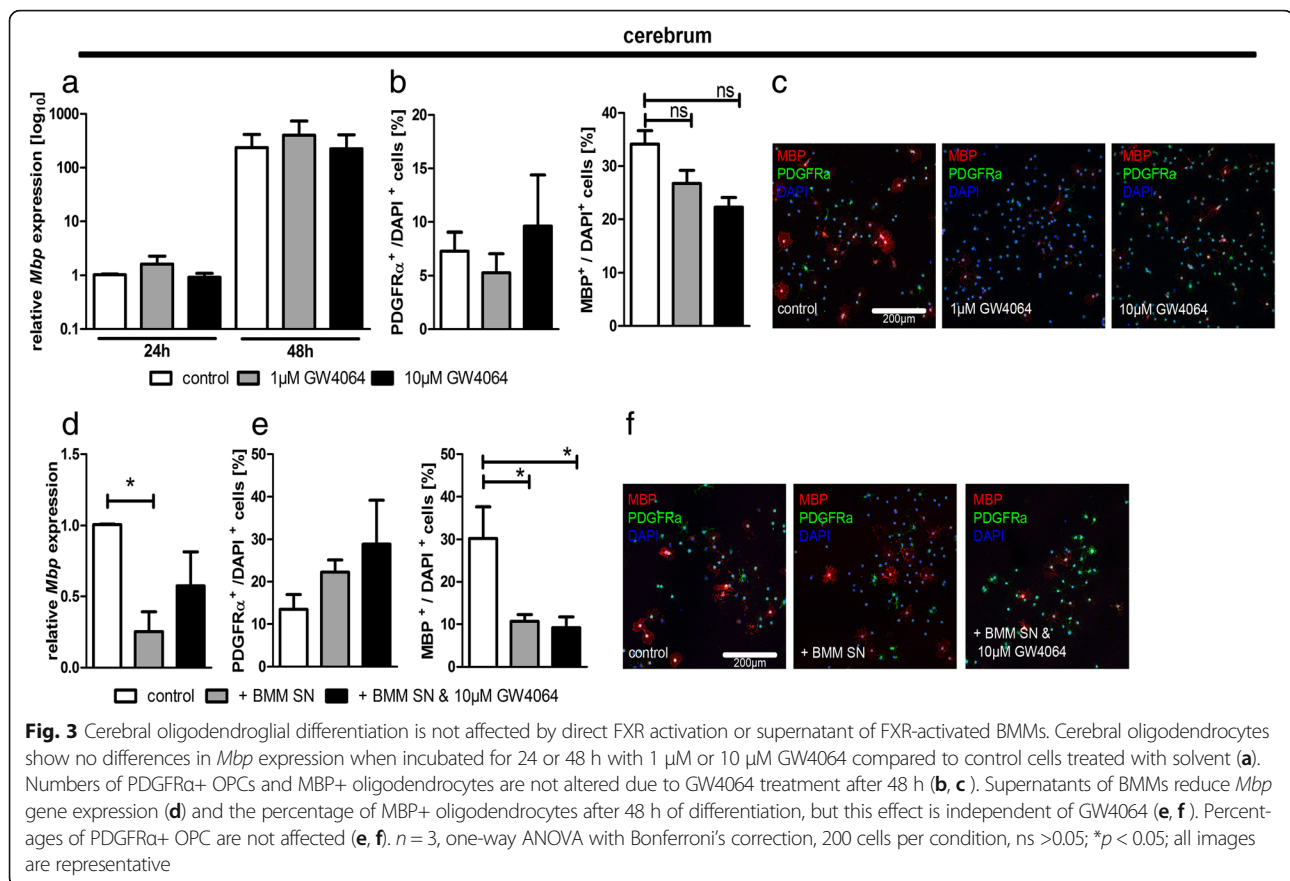 cerebrum
a
relative Mbp expression [log10]
1000
100
10
1
0.1
24h
48h
b
PDGFRα+/DAPI+ cells [%]
20
15
10
5
0
MBP+ / DAPI+ cells [%]
40
30
20
10
0
ns
ns
c
MBP
PDGFRa
DAPI
control
200µm
MBP
PDGFRa
DAPI
1µM GW4064
MBP
PDGFRa
DAPI
10µM GW4064
control 1µM GW4064 10µM GW4064
d
relative Mbp expression
1.5
1.0
0.5
0.0
*
e
PDGFRα+/DAPI + cells [%]
50
40
30
20
10
0
MBP + / DAPI + cells [%]
50
40
30
20
10
0
*
*
f
MBP
PDGFRa
DAPI
control
200µm
MBP
PDGFRa
DAPI
+ BMM SN
MBP
PDGFRa
DAPI
+ BMM SN &
10µM GW4064
control + BMM SN + BMM SN & 10µM GW4064
Fig. 3 Cerebral oligodendroglial differentiation is not affected by direct FXR activation or supernatant of FXR-activated BMMs. Cerebral oligodendrocytes
show no differences in Mbp expression when incubated for 24 or 48 h with 1 μM or 10 μM GW4064 compared to control cells treated with solvent (a).
Numbers of PDGFRα+ OPCs and MBP+ oligodendrocytes are not altered due to GW4064 treatment after 48 h (b, c ). Supernatants of BMMs reduce Mbp
gene expression (d) and the percentage of MBP+ oligodendrocytes after 48 h of differentiation, but this effect is independent of GW4064 (e, f ). Percent-
ages of PDGFRα+ OPC are not affected (e, f). n = 3, one-way ANOVA with Bonferroni's correction, 200 cells per condition, ns >0.05; *p < 0.05; all images
are representative